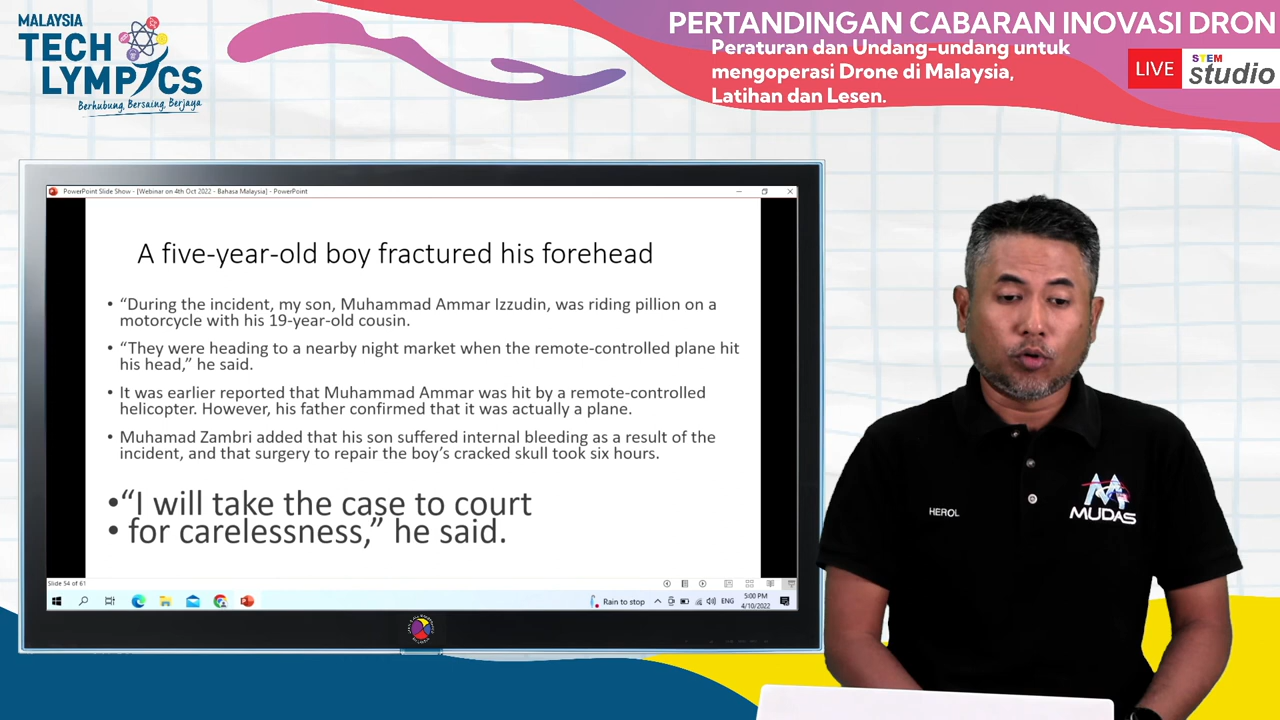 MALAYSIA
TECH
LYMPICS
Berhubung, Bersaing, Berjaya
PERTANDINGAN CABARAN INOVASI DRON
Peraturan dan Undang-undang untuk
mengoperasi Drone di Malaysia,
Latihan dan Lesen.
LIVE
STEM
studio
PowerPoint Slide Show - [Webinar on 4th Oct 2022 - Bahasa Malaysia] - PowerPoint
A five-year-old boy fractured his forehead
• “During the incident, my son, Muhammad Ammar Izzudin, was riding pillion on a
motorcycle with his 19-year-old cousin.
• “They were heading to a nearby night market when the remote-controlled plane hit
his head,” he said.
• It was earlier reported that Muhammad Ammar was hit by a remote-controlled
helicopter. However, his father confirmed that it was actually a plane.
• Muhamad Zambri added that his son suffered internal bleeding as a result of the
incident, and that surgery to repair the boy’s cracked skull took six hours.
•“I will take the case to court
• for carelessness,” he said.
Slide 54 of 61
Rain to stop
ENG
5:00 PM
4/10/2022
HEROL
MUDAS